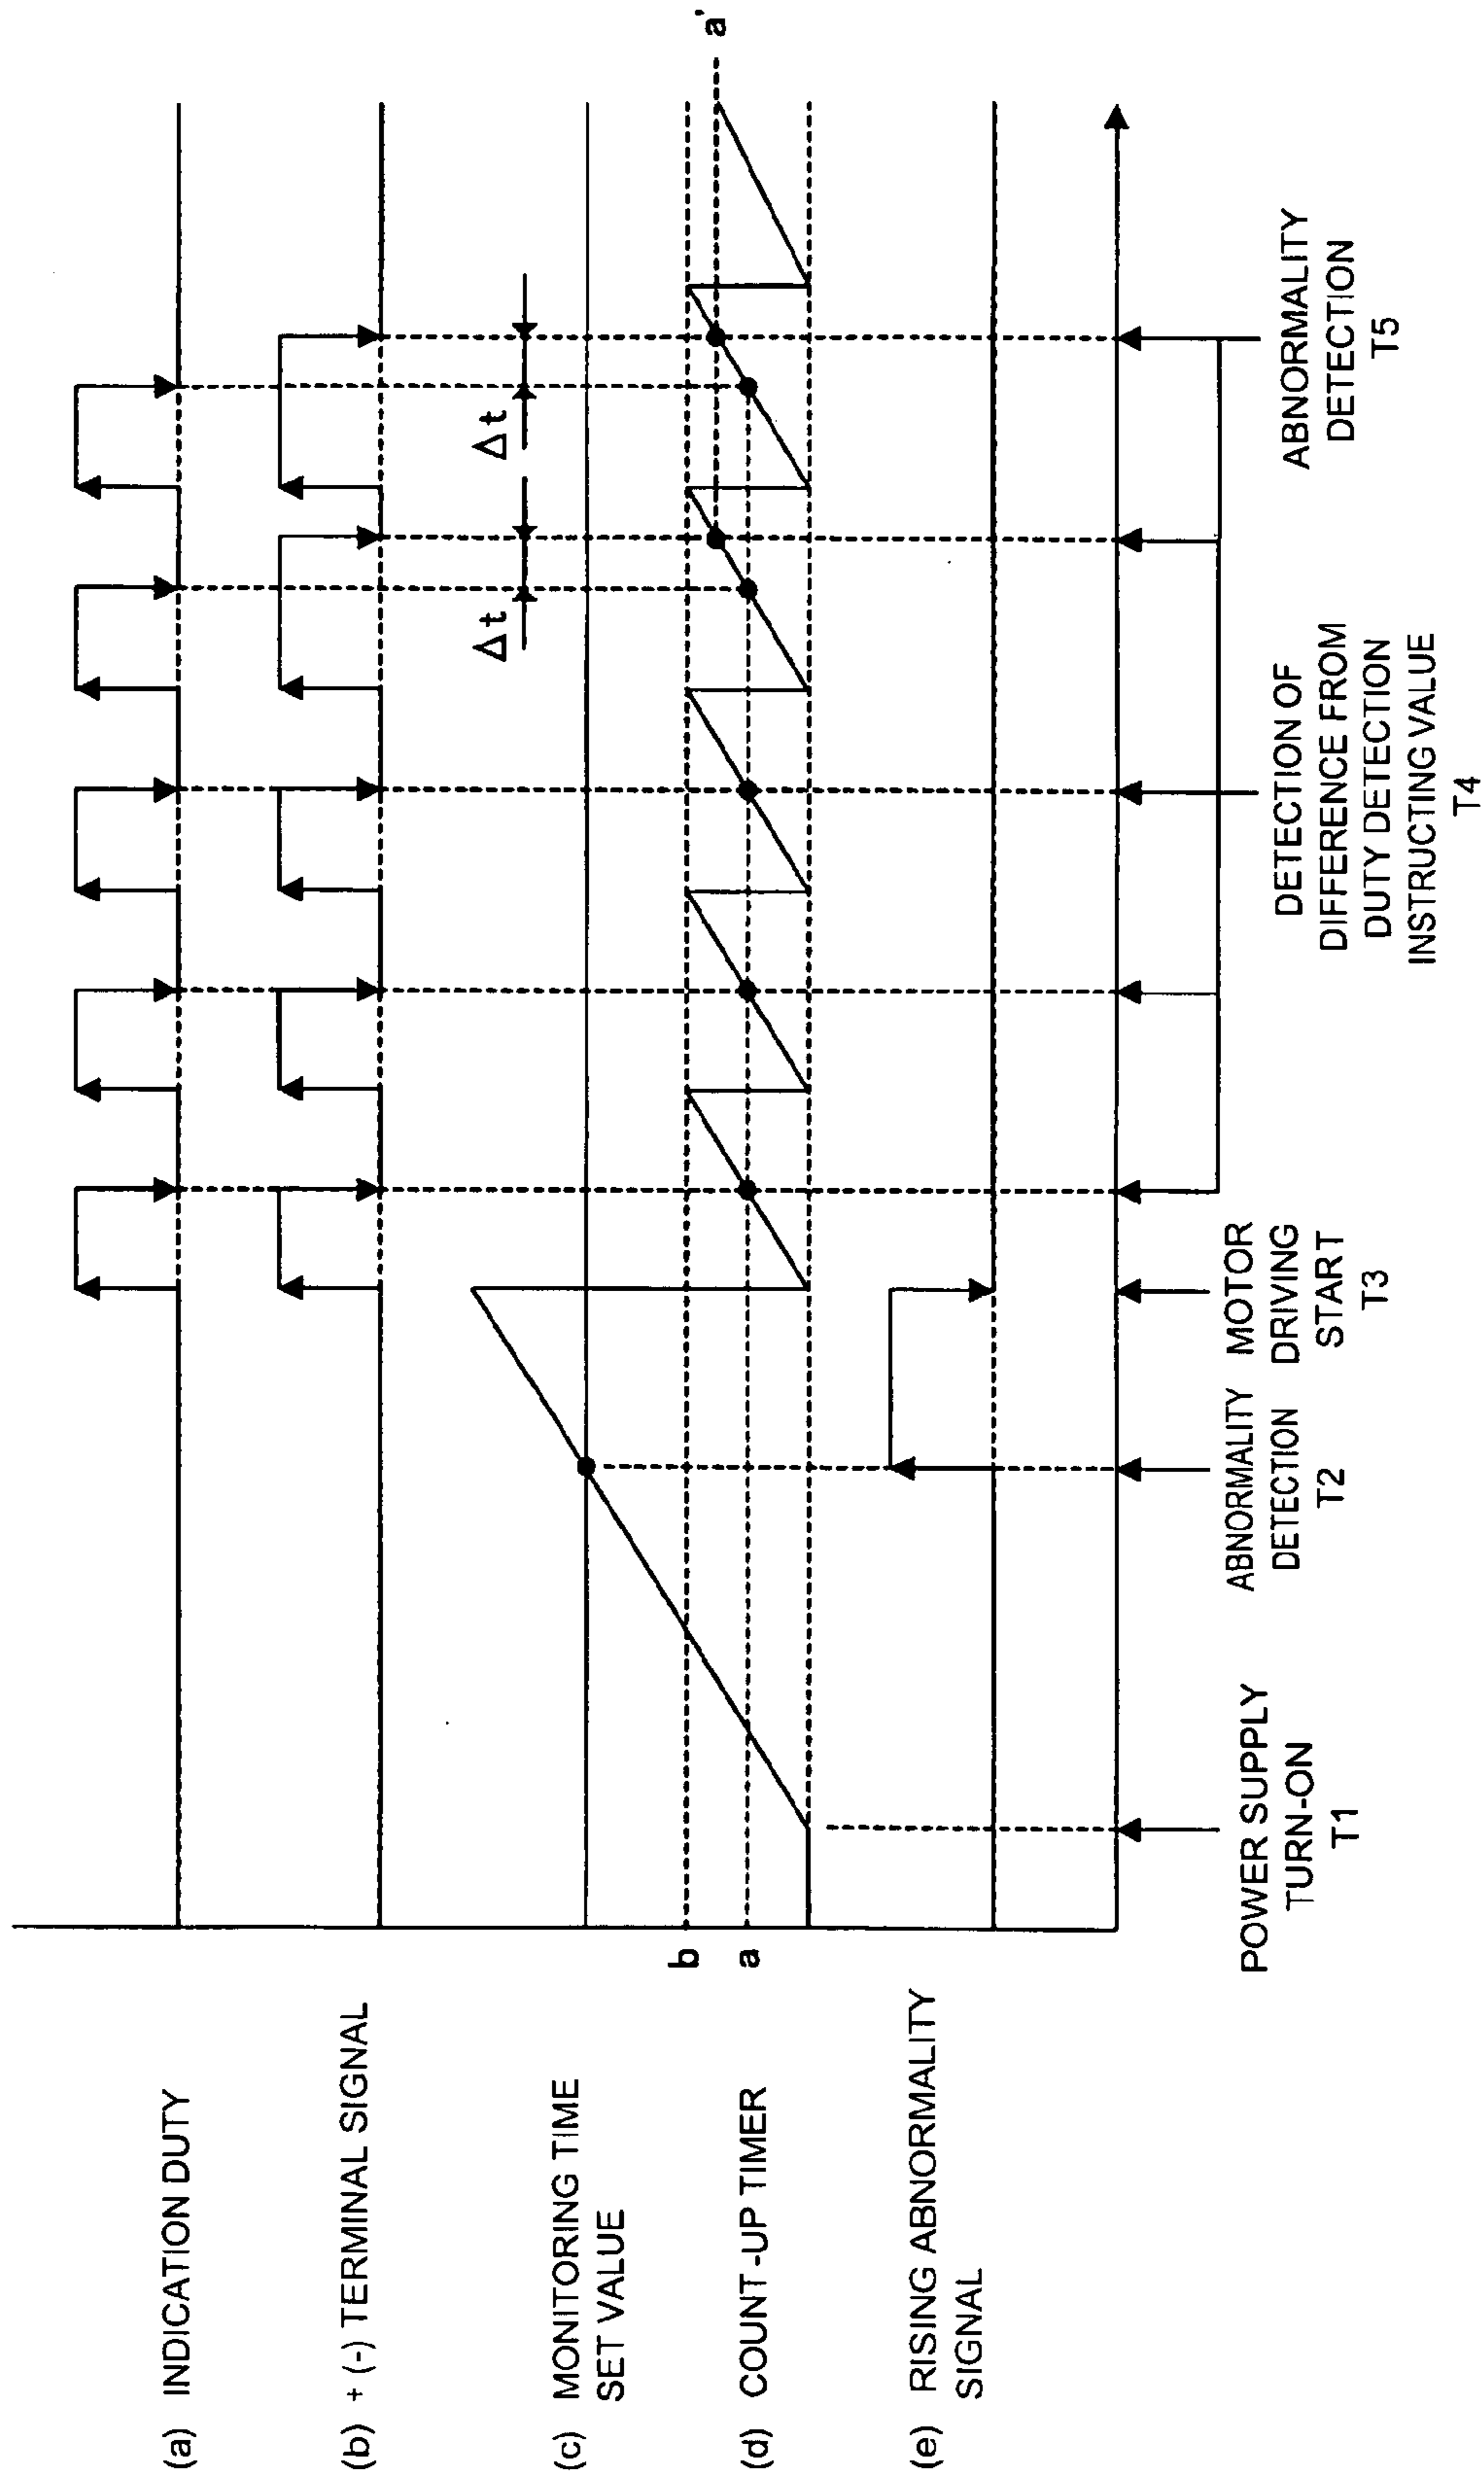 (a) INDICATION DUTY
(b) + (-) TERMINAL SIGNAL
(c) MONITORING TIME
SET VALUE
(d) COUNT-UP TIMER
(e) RISING ABNORMALITY
SIGNAL
b
a
a'
Δt
Δt
POWER SUPPLY
TURN-ON
T1
ABNORMALITY
DETECTION
T2
MOTOR
DRIVING
START
T3
DETECTION OF
DIFFERENCE FROM
DUTY DETECTION
INSTRUCTING VALUE
T4
ABNORMALITY
DETECTION
T5